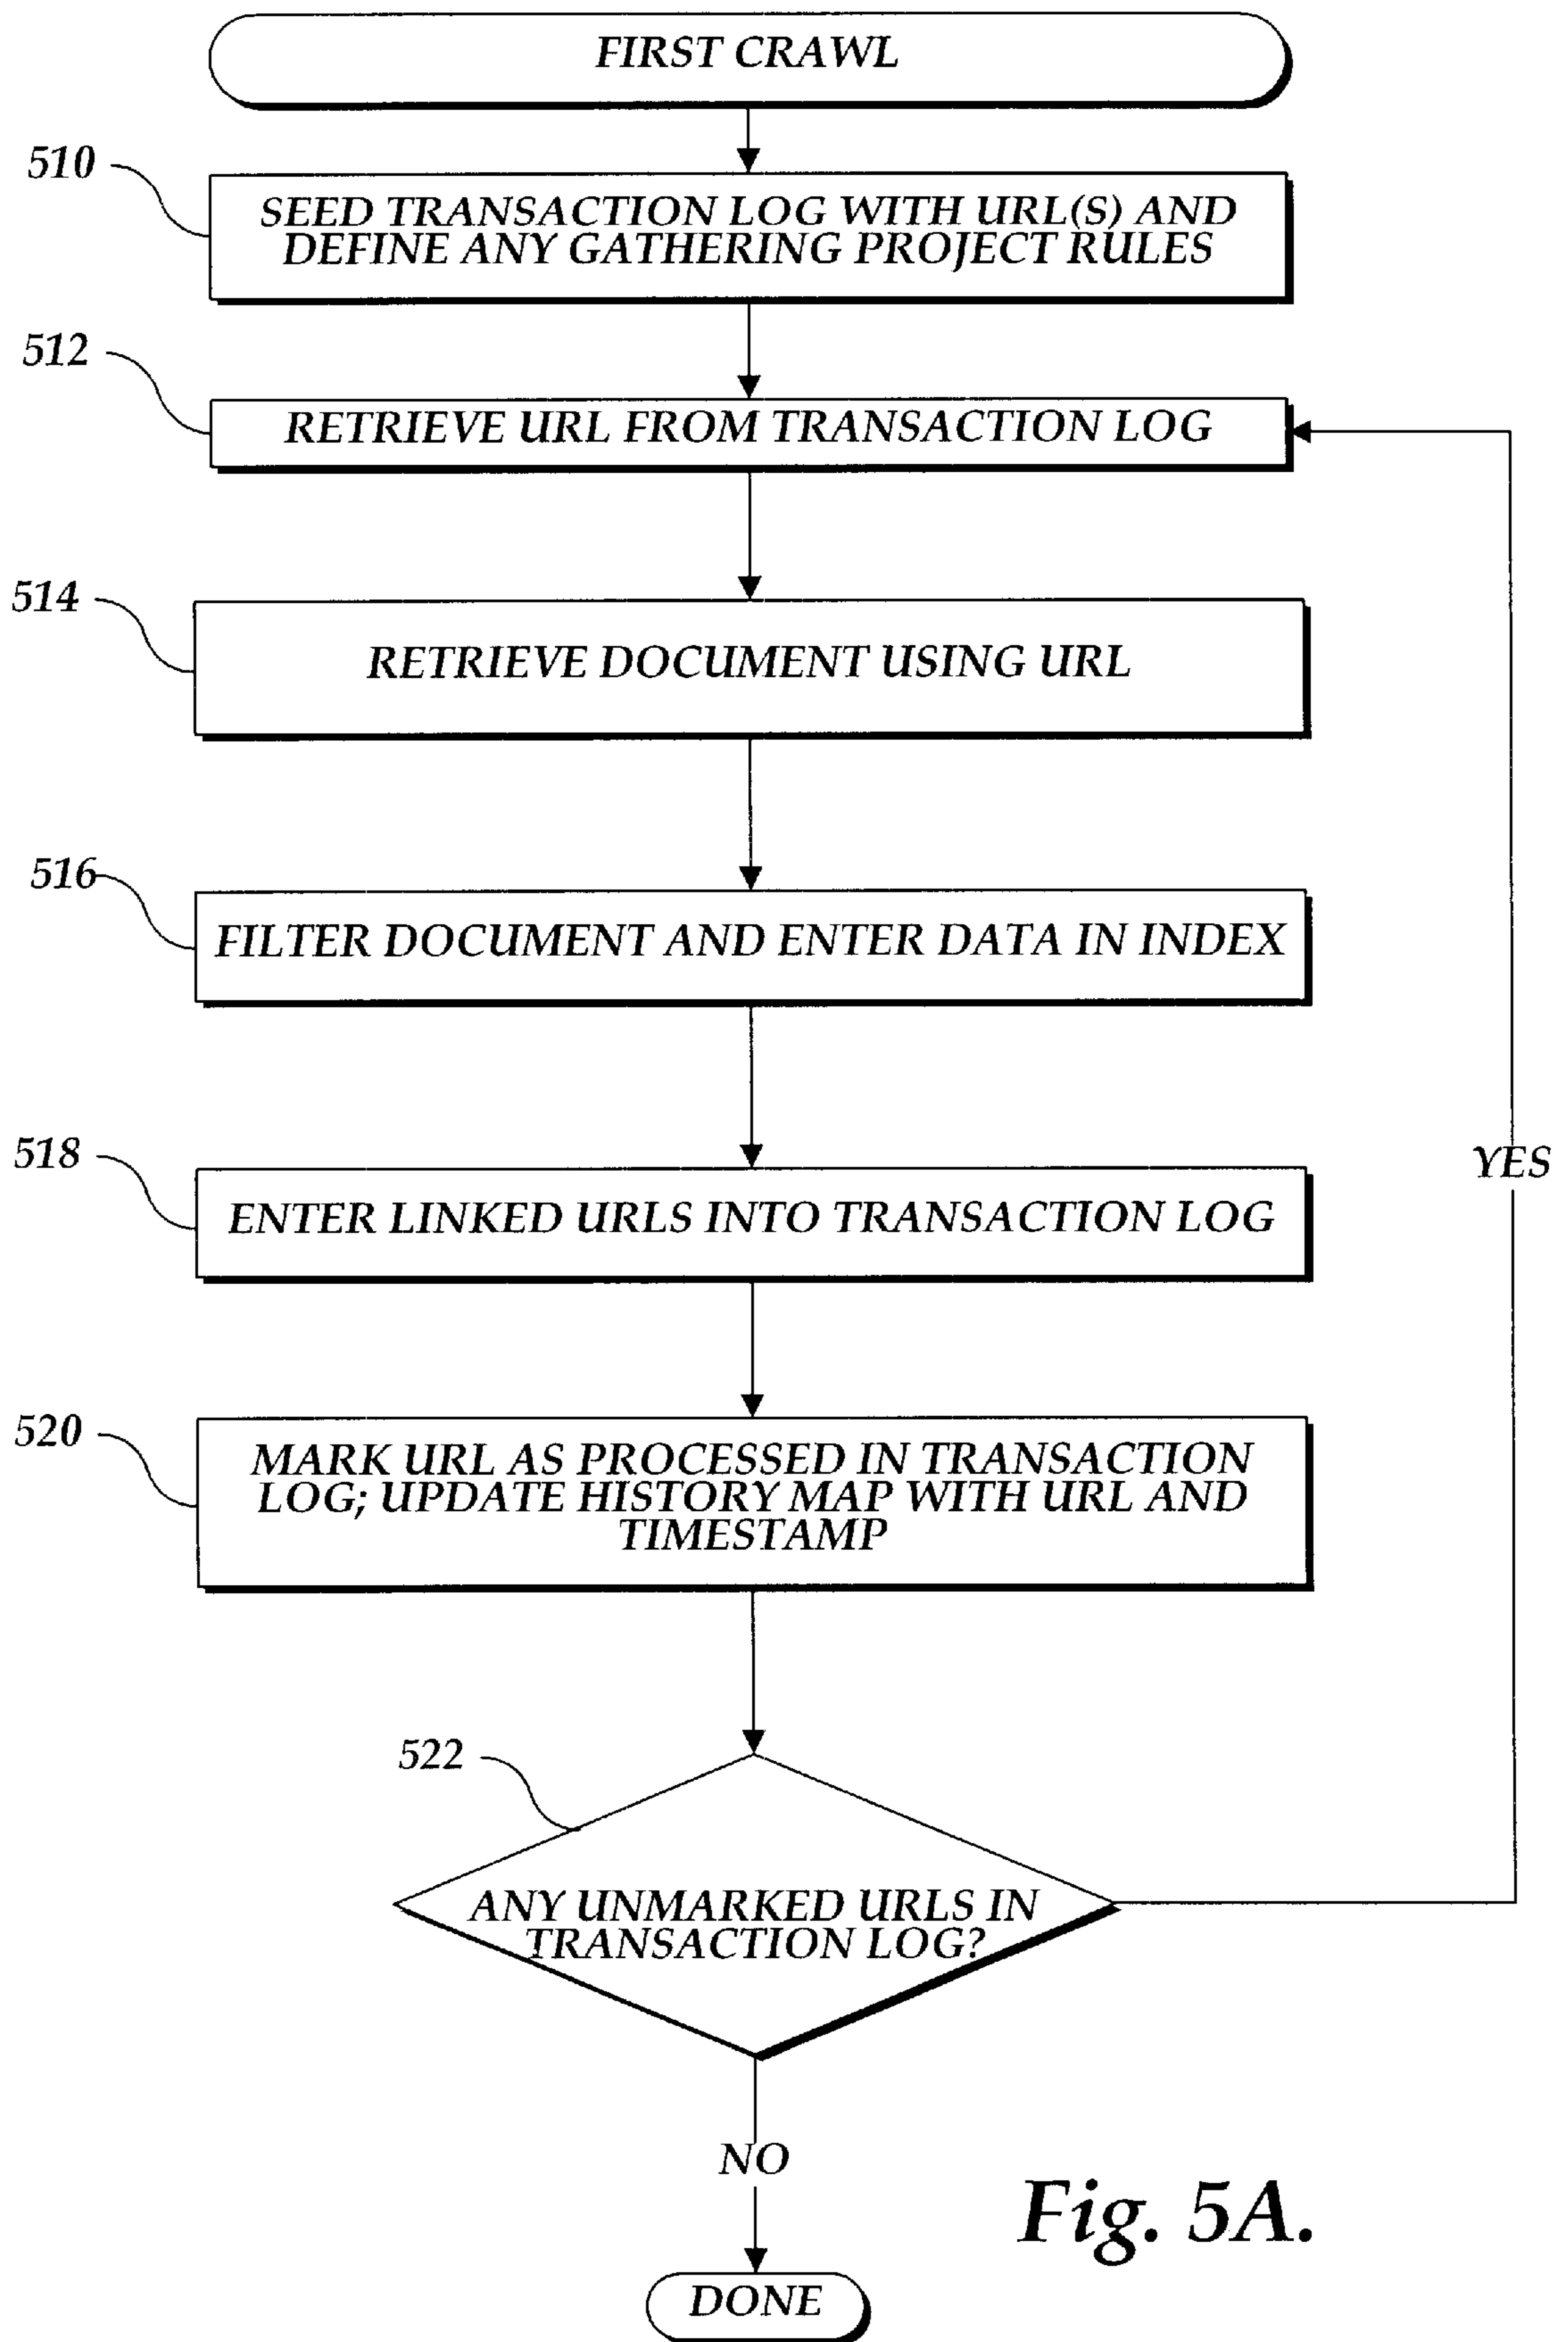 FIRST CRAWL
510
SEED TRANSACTION LOG WITH URL(S) AND
DEFINE ANY GATHERING PROJECT RULES
512
RETRIEVE URL FROM TRANSACTION LOG
514
RETRIEVE DOCUMENT USING URL
516
FILTER DOCUMENT AND ENTER DATA IN INDEX
518
ENTER LINKED URLS INTO TRANSACTION LOG
YES
520
MARK URL AS PROCESSED IN TRANSACTION
LOG; UPDATE HISTORY MAP WITH URL AND
TIMESTAMP
522
ANY UNMARKED URLS IN
TRANSACTION LOG?
NO
Fig. 5A.
DONE